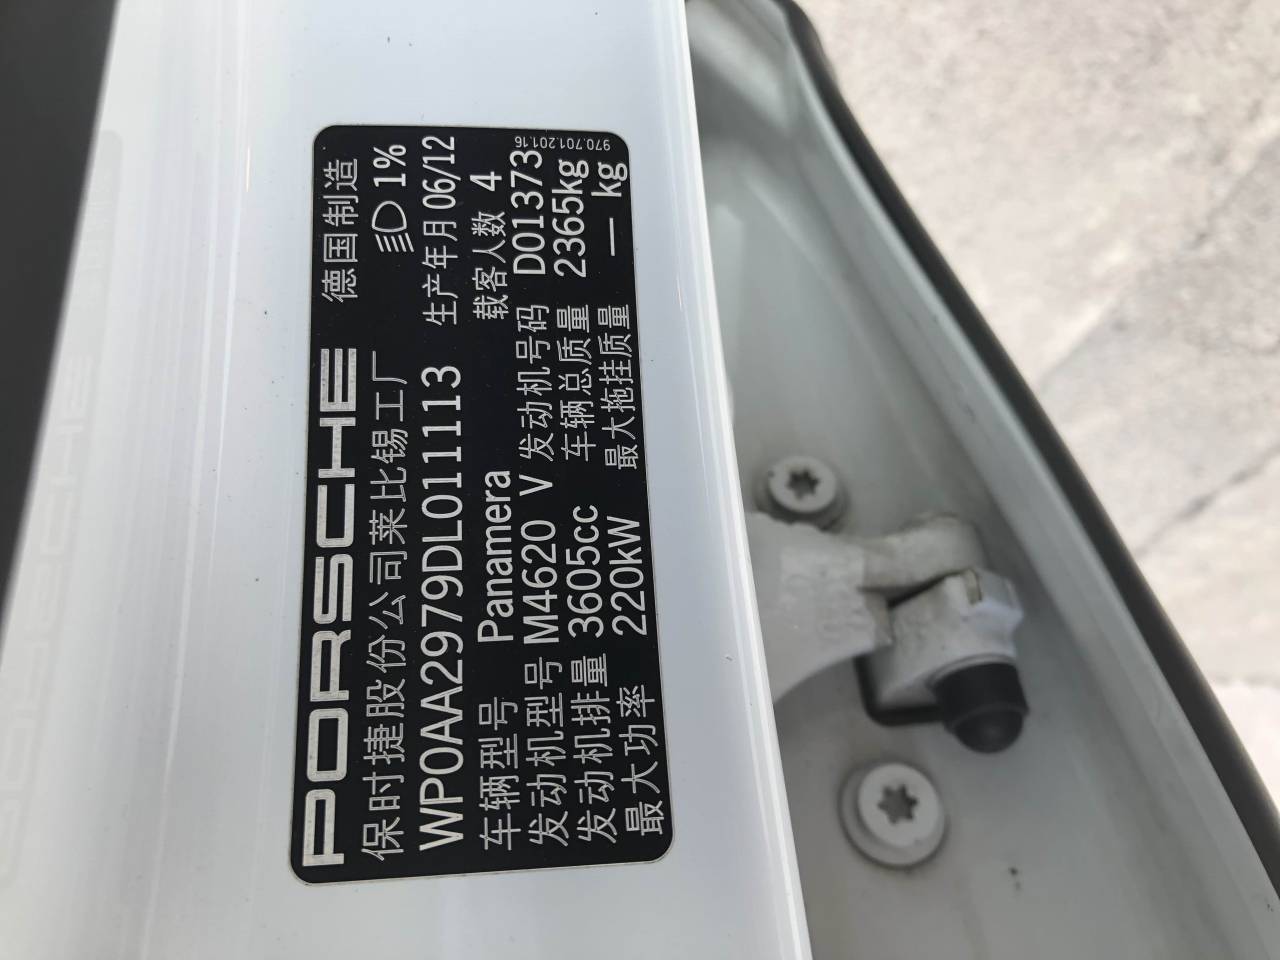 PORSCHE 德国制造
保时捷股份公司莱比锡工厂 1%
WP0AA2979DL011113 生产年月 06/12
车辆型号 Panamera 载客人数 4
发动机型号 M4620 V 发动机号码 D01373
发动机排量 3605cc 车辆总质量 2365kg
最大功率 220kW 最大拖挂质量 — kg
970.701.201.16